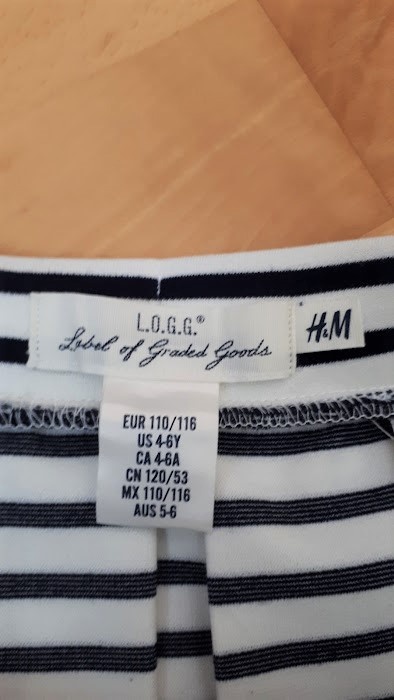 L.O.G.G.®
Label of Graded Goods
H&M
EUR 110/116
US 4-6Y
CA 4-6A
CN 120/53
MX 110/116
AUS 5-6